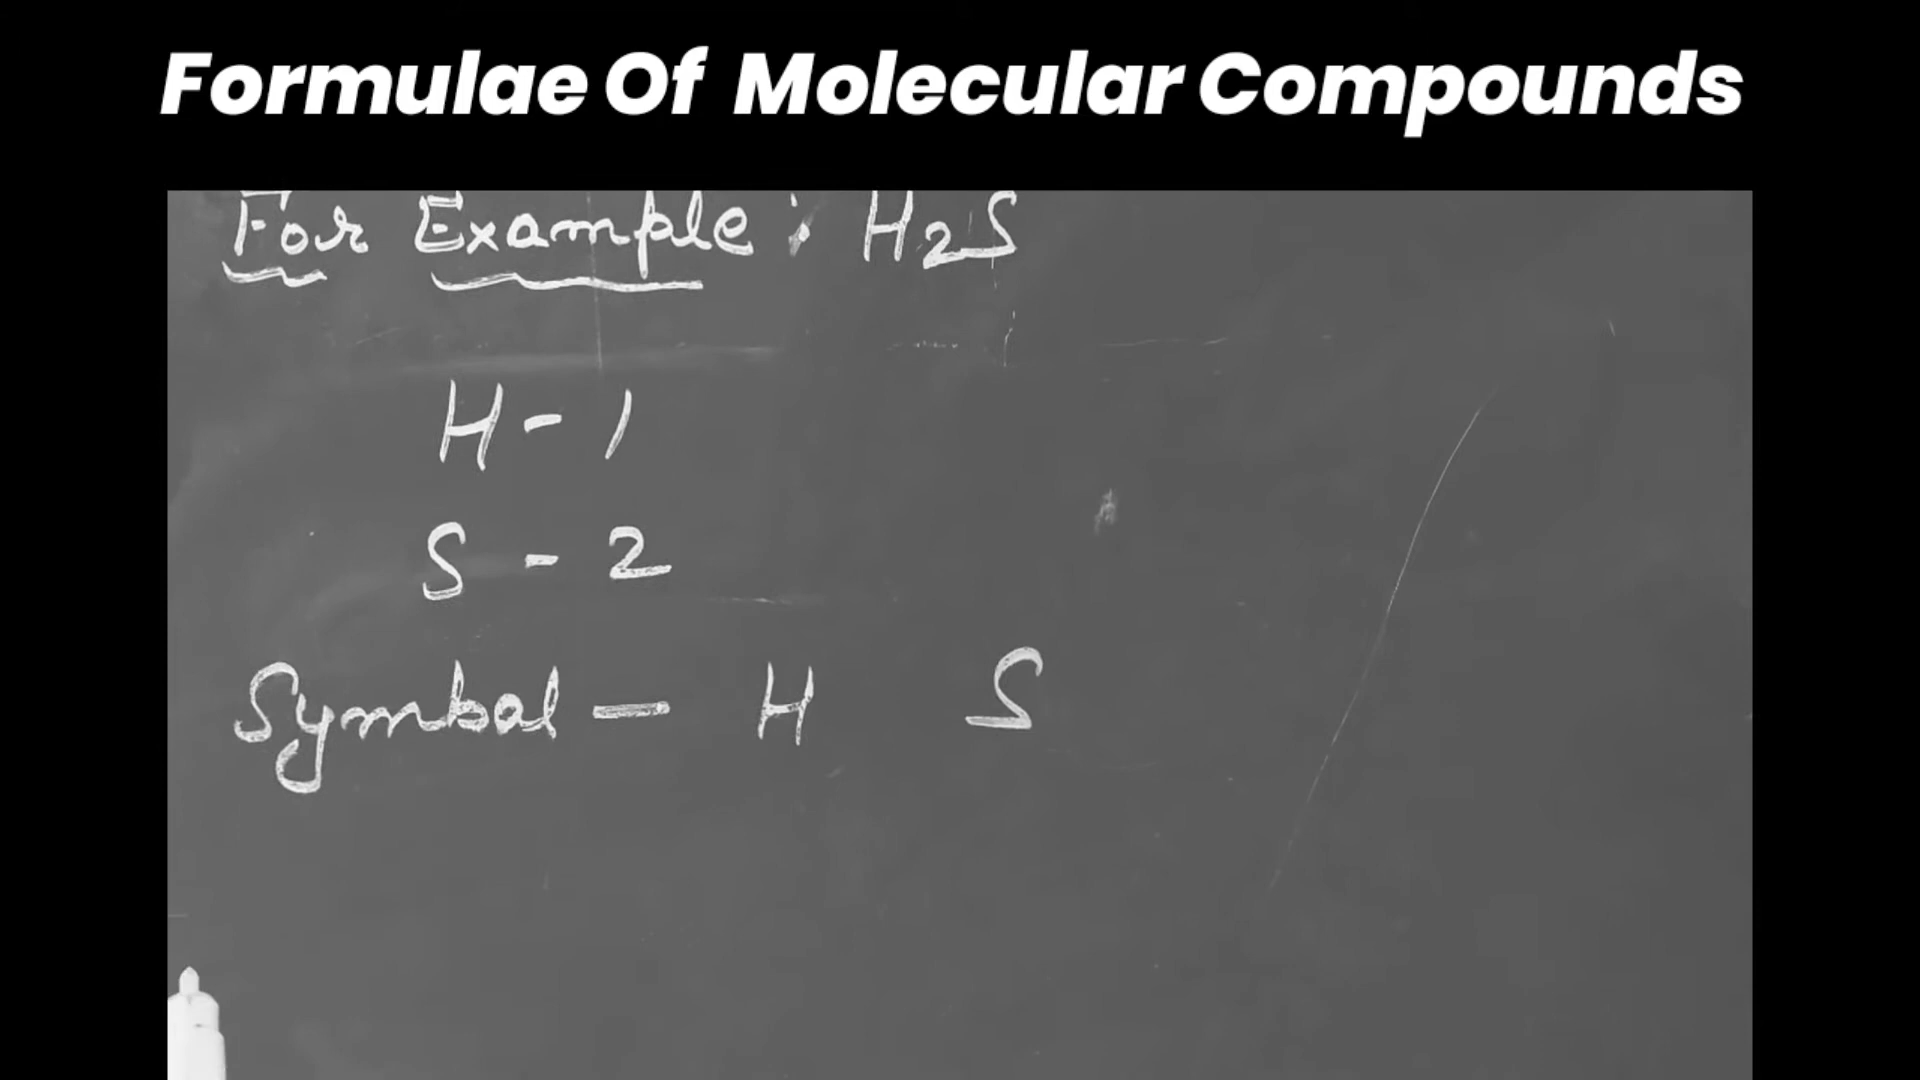 Formulae Of Molecular Compounds
For Example : H2S
H - 1
S - 2
Symbol — H S